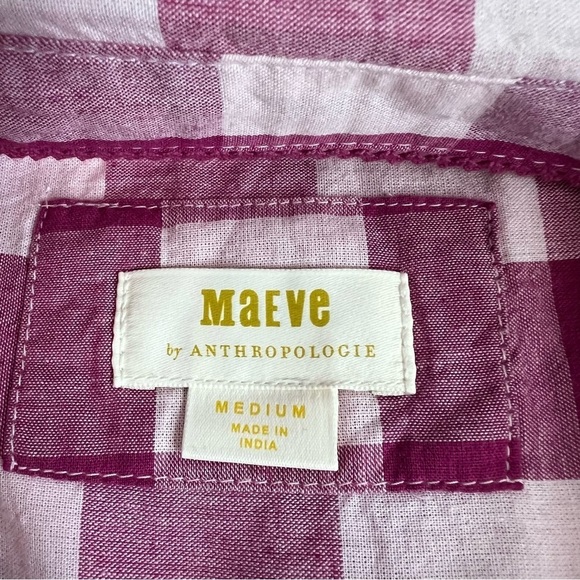 MaEVe
by ANTHROPOLOGIE
MEDIUM
MADE IN
INDIA